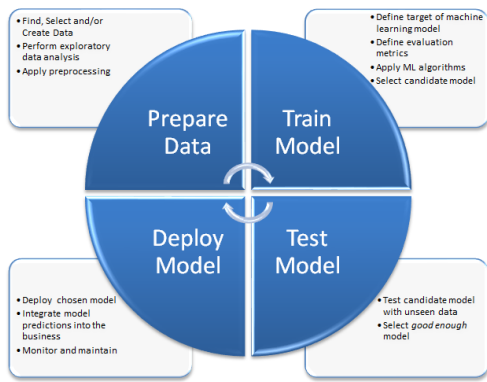 • Find, Select and/or
Create Data
• Perform exploratory
data analysis
• Apply preprocessing
• Define target of machine
learning model
• Define evaluation
metrics
• Apply ML algorithms
• Select candidate model
Prepare
Data
Train
Model
Deploy
Model
Test
Model
• Deploy chosen model
• Integrate model
predictions into the
business
• Monitor and maintain
• Test candidate model
with unseen data
• Select good enough
model